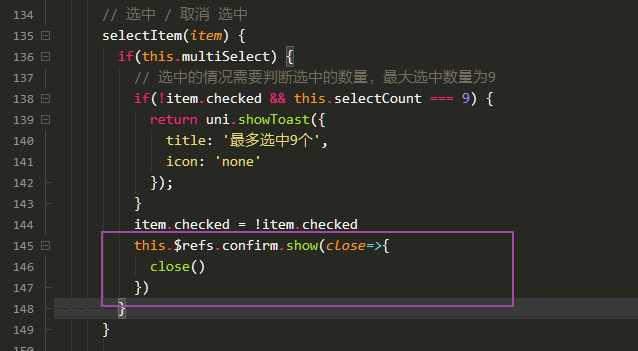 134 // 选中 / 取消 选中
135 selectItem(item) {
136 if(this.multiSelect) {
137 // 选中的情况需要判断选中的数量，最大选中数量为9
138 if(!item.checked && this.selectCount === 9) {
139 return uni.showToast({
140 title: '最多选中9个',
141 icon: 'none'
142 });
143 }
144 item.checked = !item.checked
145 this.$refs.confirm.show(close=>{
146 close()
147 })
148 }
149 }
150